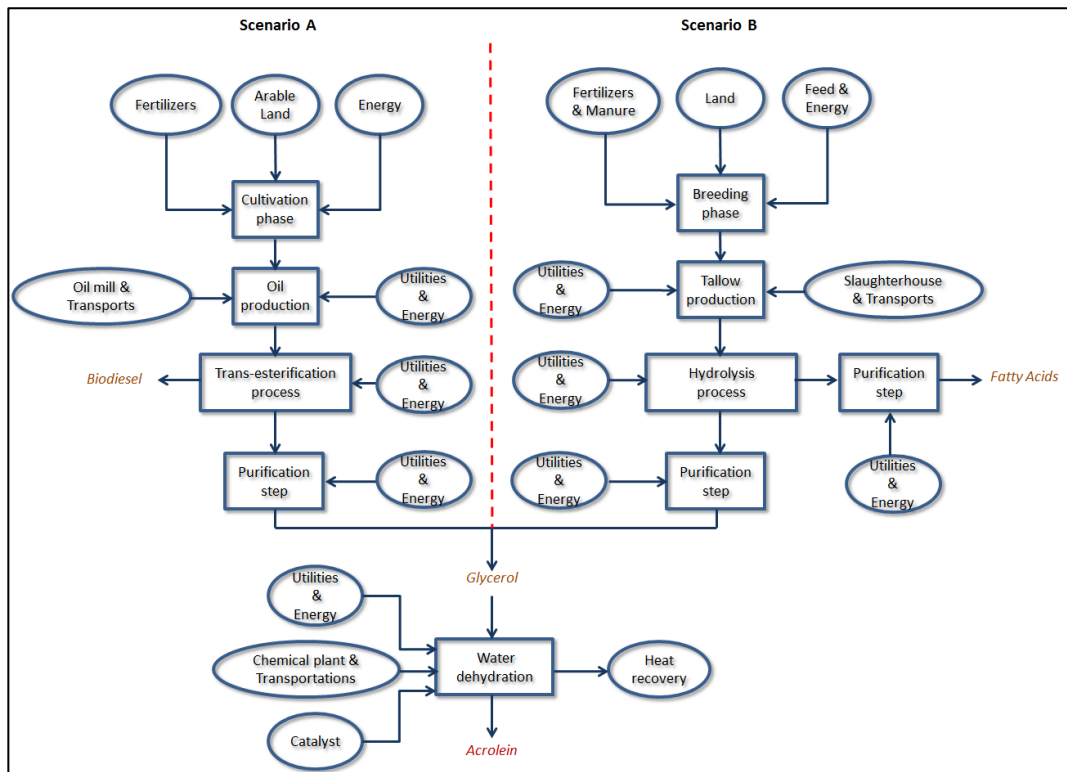 Scenario A
Scenario B
Fertilizers
Arable
Land
Energy
Fertilizers
& Manure
Land
Feed &
Energy
Cultivation
phase
Breeding
phase
Oil mill &
Transports
Oil
production
Utilities
&
Energy
Utilities
&
Energy
Tallow
production
Slaughterhouse
& Transports
Biodiesel
Trans-esterification
process
Utilities
&
Energy
Utilities
&
Energy
Hydrolysis
process
Purification
step
Fatty Acids
Purification
step
Utilities
&
Energy
Utilities
&
Energy
Purification
step
Utilities
&
Energy
Glycerol
Utilities
&
Energy
Chemical plant &
Transportations
Water
dehydration
Heat
recovery
Catalyst
Acrolein